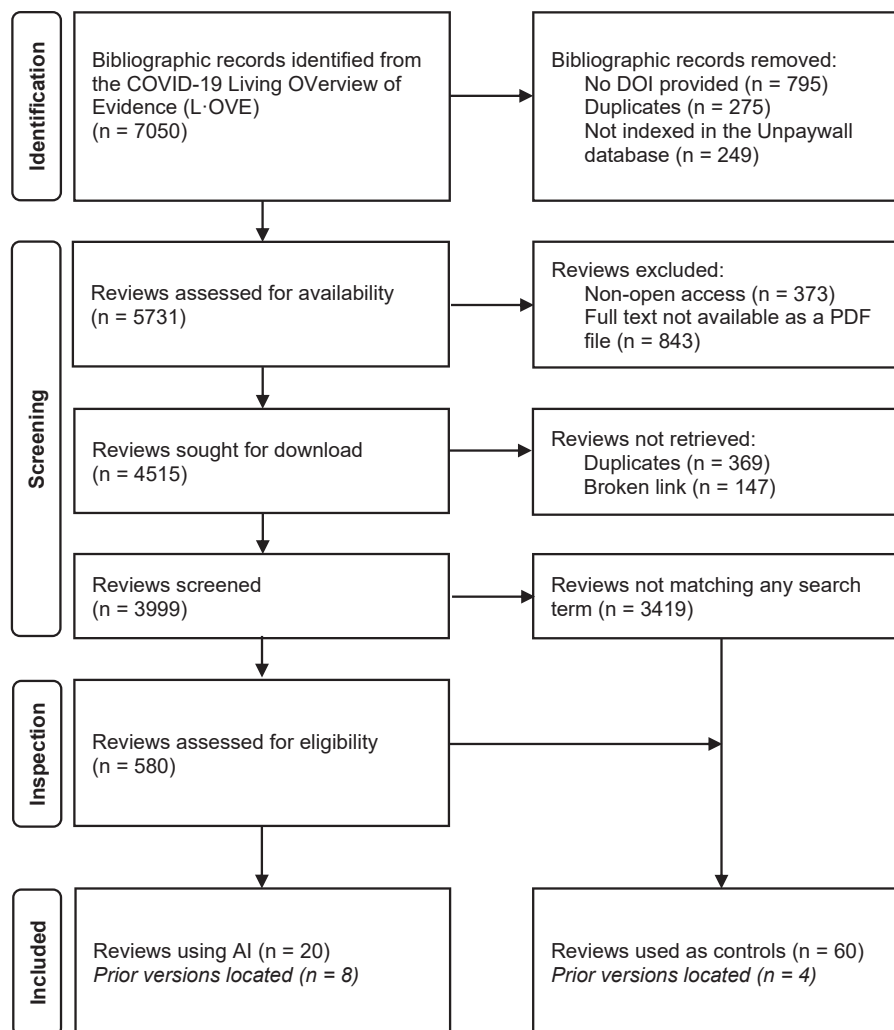 Identification
Bibliographic records identified from
the COVID-19 Living OVerview of
Evidence (L·OVE)
(n = 7050)
Bibliographic records removed:
No DOI provided (n = 795)
Duplicates (n = 275)
Not indexed in the Unpaywall
database (n = 249)
Screening
Reviews assessed for availability
(n = 5731)
Reviews excluded:
Non-open access (n = 373)
Full text not available as a PDF
file (n = 843)
Reviews sought for download
(n = 4515)
Reviews not retrieved:
Duplicates (n = 369)
Broken link (n = 147)
Reviews screened
(n = 3999)
Reviews not matching any search
term (n = 3419)
Inspection
Reviews assessed for eligibility
(n = 580)
Included
Reviews using AI (n = 20)
Prior versions located (n = 8)
Reviews used as controls (n = 60)
Prior versions located (n = 4)